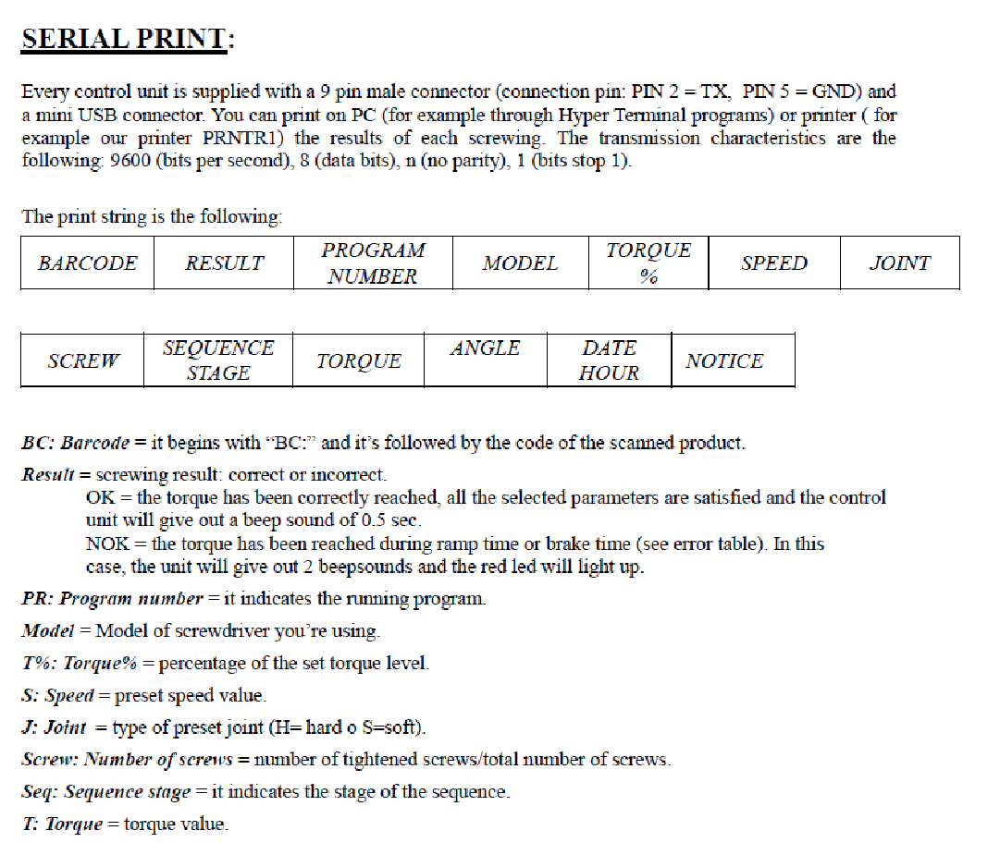 SERIAL PRINT:
Every control unit is supplied with a 9 pin male connector (connection pin: PIN 2 = TX, PIN 5 = GND) and
a mini USB connector. You can print on PC (for example through Hyper Terminal programs) or printer ( for
example our printer PRNTR1) the results of each screwing. The transmission characteristics are the
following: 9600 (bits per second), 8 (data bits), n (no parity), 1 (bits stop 1).
The print string is the following:
BARCODE RESULT PROGRAM NUMBER MODEL TORQUE % SPEED JOINT
SCREW SEQUENCE STAGE TORQUE ANGLE DATE HOUR NOTICE
BC: Barcode = it begins with “BC:” and it’s followed by the code of the scanned product.
Result = screwing result: correct or incorrect.
OK = the torque has been correctly reached, all the selected parameters are satisfied and the control
unit will give out a beep sound of 0.5 sec.
NOK = the torque has been reached during ramp time or brake time (see error table). In this
case, the unit will give out 2 beepsounds and the red led will light up.
PR: Program number = it indicates the running program.
Model = Model of screwdriver you’re using.
T%: Torque% = percentage of the set torque level.
S: Speed = preset speed value.
J: Joint = type of preset joint (H= hard o S=soft).
Screw: Number of screws = number of tightened screws/total number of screws.
Seq: Sequence stage = it indicates the stage of the sequence.
T: Torque = torque value.